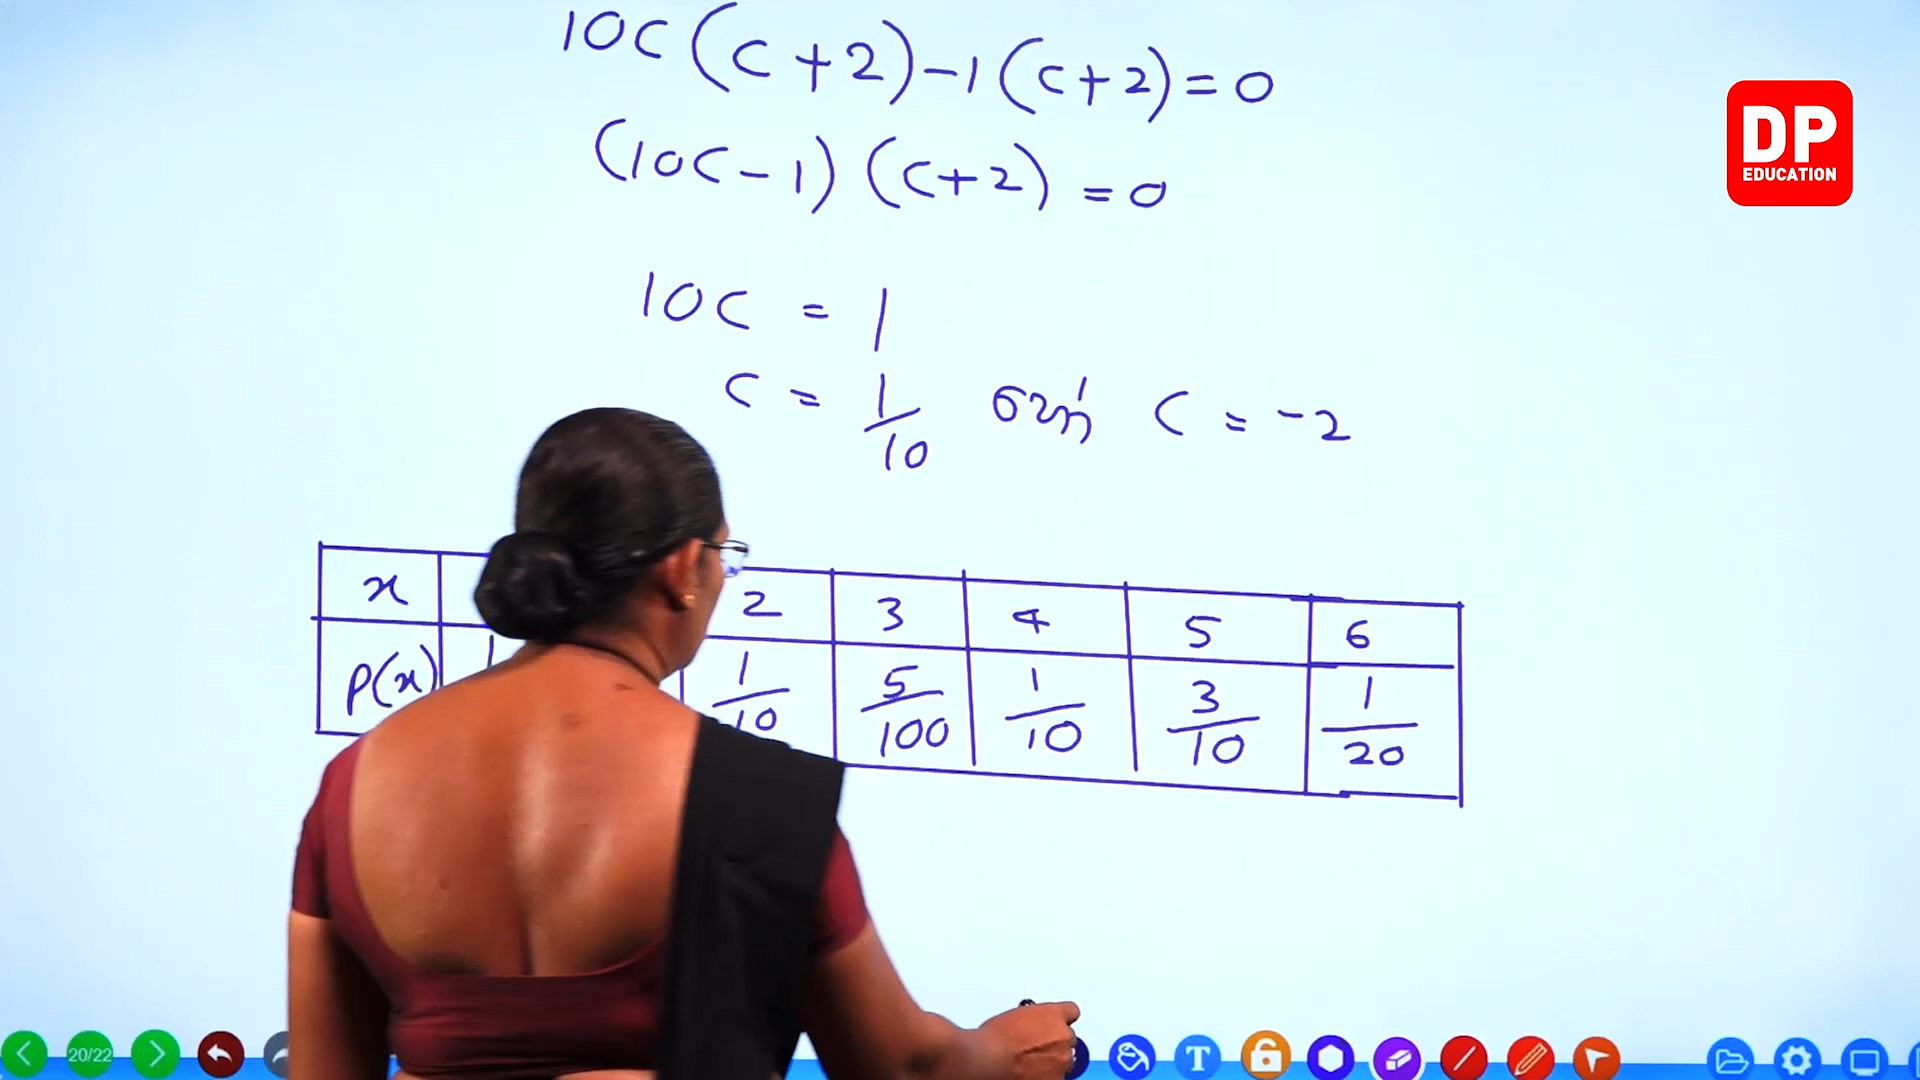 10c(c+2)-1(c+2)=0
(10c-1)(c+2)=0
10c = 1
c = 1/10 හෝ c = -2
x 2 3 4 5 6
P(x) 1/10 5/100 1/10 3/10 1/20
DP
EDUCATION
20/22
T